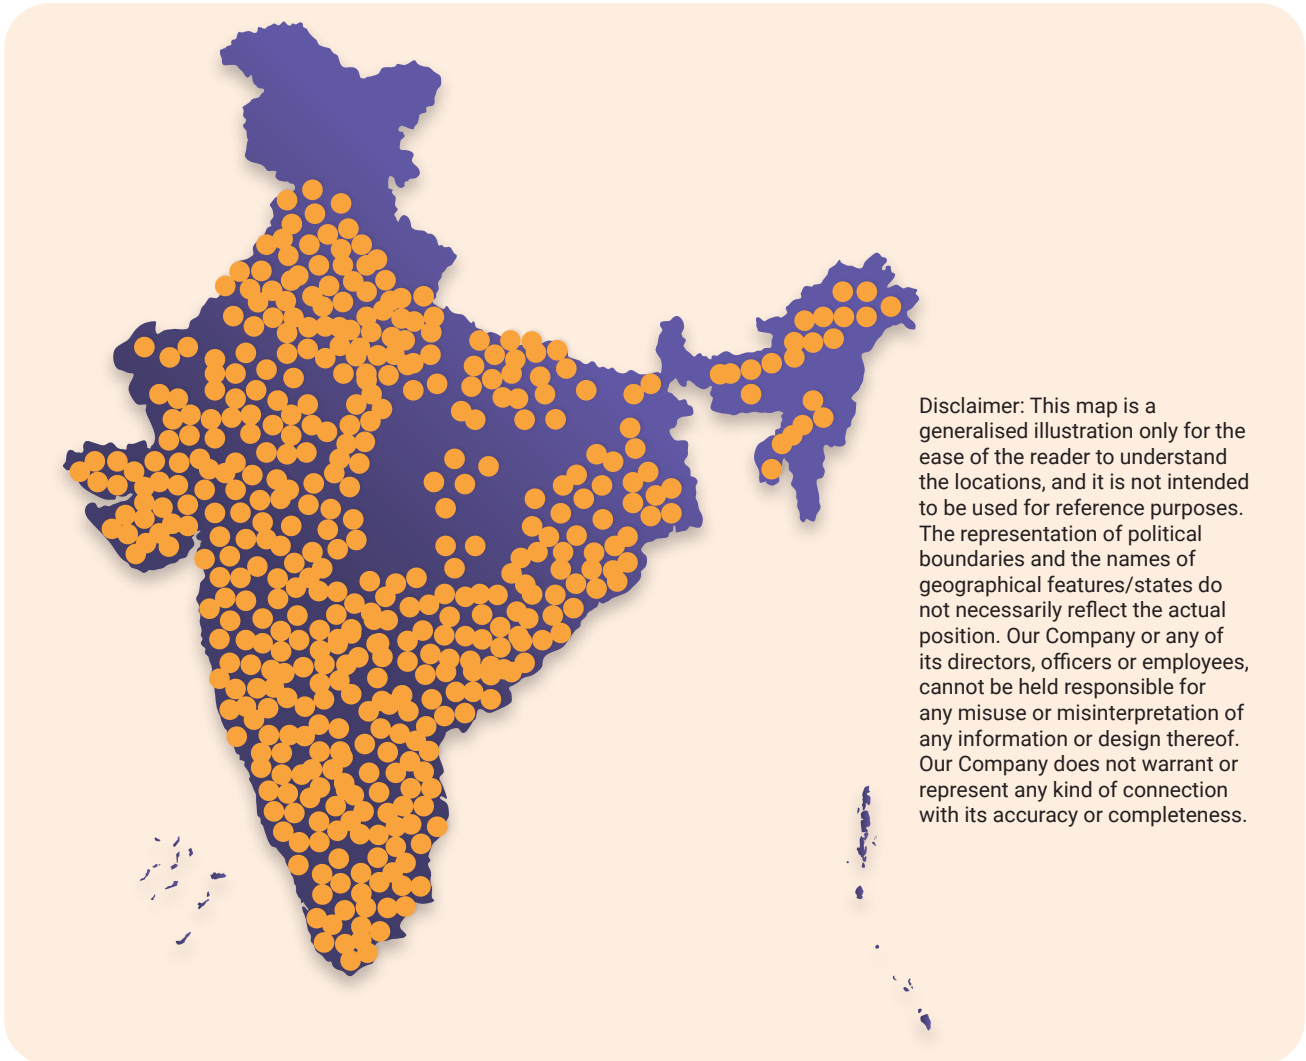 Disclaimer: This map is a
generalised illustration only for the
ease of the reader to understand
the locations, and it is not intended
to be used for reference purposes.
The representation of political
boundaries and the names of
geographical features/states do
not necessarily reflect the actual
position. Our Company or any of
its directors, officers or employees,
cannot be held responsible for
any misuse or misinterpretation of
any information or design thereof.
Our Company does not warrant or
represent any kind of connection
with its accuracy or completeness.